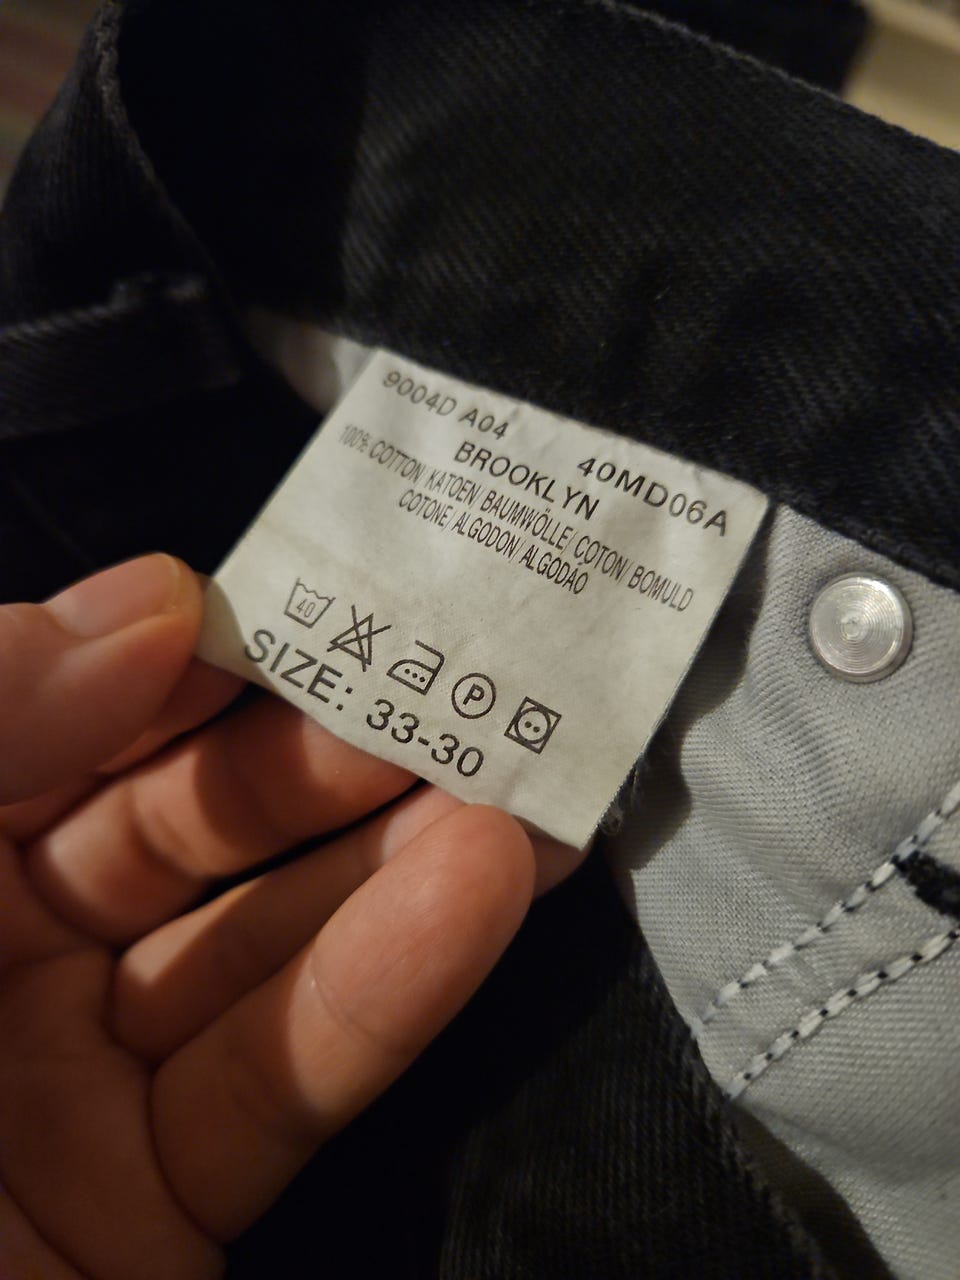 9004D A04 40MD06A
BROOKLYN
100% COTTON/ KATOEN/ BAUMWÖLLE/ COTON/ BOMULD
COTONE/ ALGODON/ ALGODÃO
40 P
SIZE: 33-30